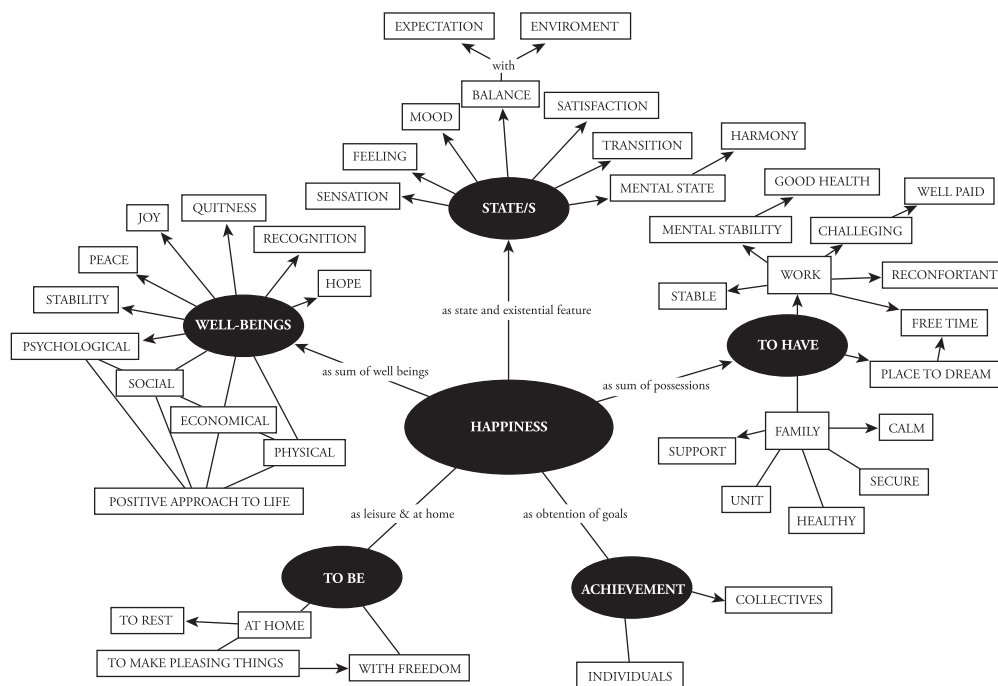 EXPECTATION
ENVIROMENT
with
BALANCE
SATISFACTION
MOOD
TRANSITION
HARMONY
FEELING
SENSATION
MENTAL STATE
STATE/S
GOOD HEALTH
WELL PAID
MENTAL STABILITY
CHALLEGING
WORK
RECONFORTANT
STABLE
FREE TIME
TO HAVE
PLACE TO DREAM
QUITNESS
JOY
RECOGNITION
PEACE
HOPE
STABILITY
WELL-BEINGS
PSYCHOLOGICAL
SOCIAL
ECONOMICAL
PHYSICAL
POSITIVE APPROACH TO LIFE
as state and existential feature
as sum of well beings
as sum of possessions
HAPPINESS
FAMILY
CALM
SUPPORT
SECURE
UNIT
HEALTHY
as leisure & at home
as obtention of goals
TO BE
TO REST
AT HOME
TO MAKE PLEASING THINGS
WITH FREEDOM
ACHIEVEMENT
COLLECTIVES
INDIVIDUALS